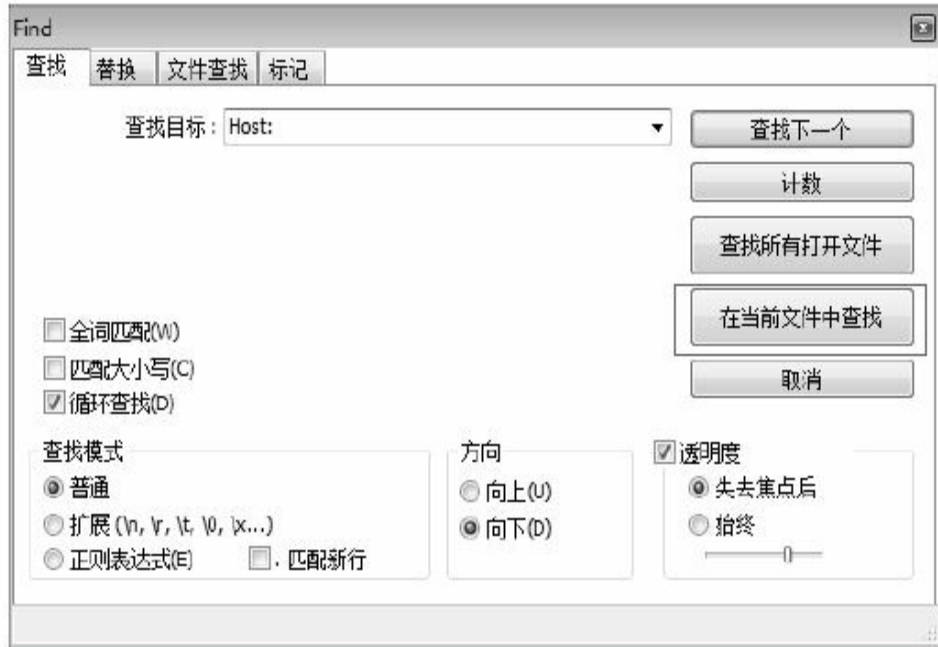 Find
查找 替换 文件查找 标记
查找目标: Host:
查找下一个
计数
查找所有打开文件
在当前文件中查找
取消
全词匹配(W)
匹配大小写(C)
循环查找(D)
查找模式
普通
扩展 (\n, \r, \t, \0, \x...)
正则表达式(E) . 匹配新行
方向
向上(U)
向下(D)
透明度
失去焦点后
始终